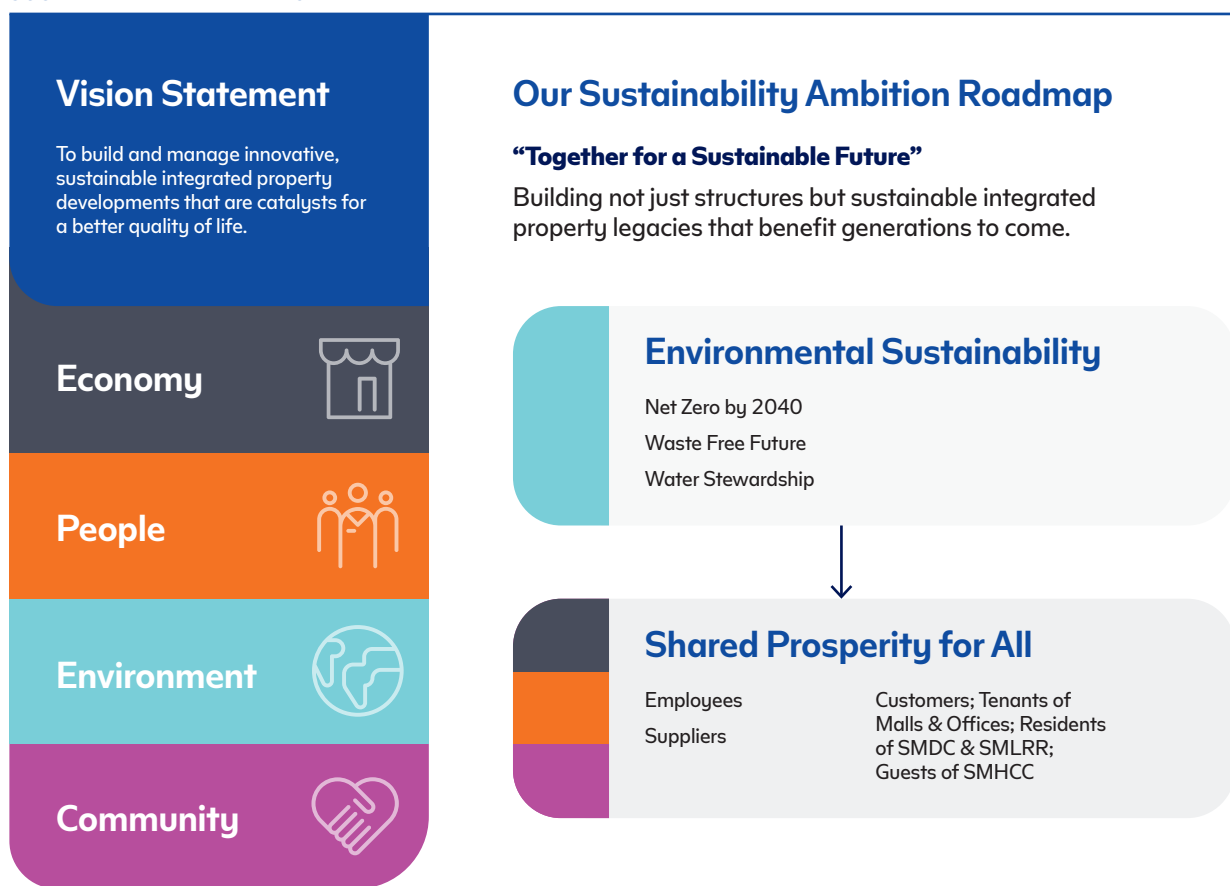 Vision Statement
To build and manage innovative,
sustainable integrated property
developments that are catalysts for
a better quality of life.
Economy
People
Environment
Community
Our Sustainability Ambition Roadmap
“Together for a Sustainable Future”
Building not just structures but sustainable integrated
property legacies that benefit generations to come.
Environmental Sustainability
Net Zero by 2040
Waste Free Future
Water Stewardship
Shared Prosperity for All
Employees
Suppliers
Customers; Tenants of
Malls & Offices; Residents
of SMDC & SMLRR;
Guests of SMHCC